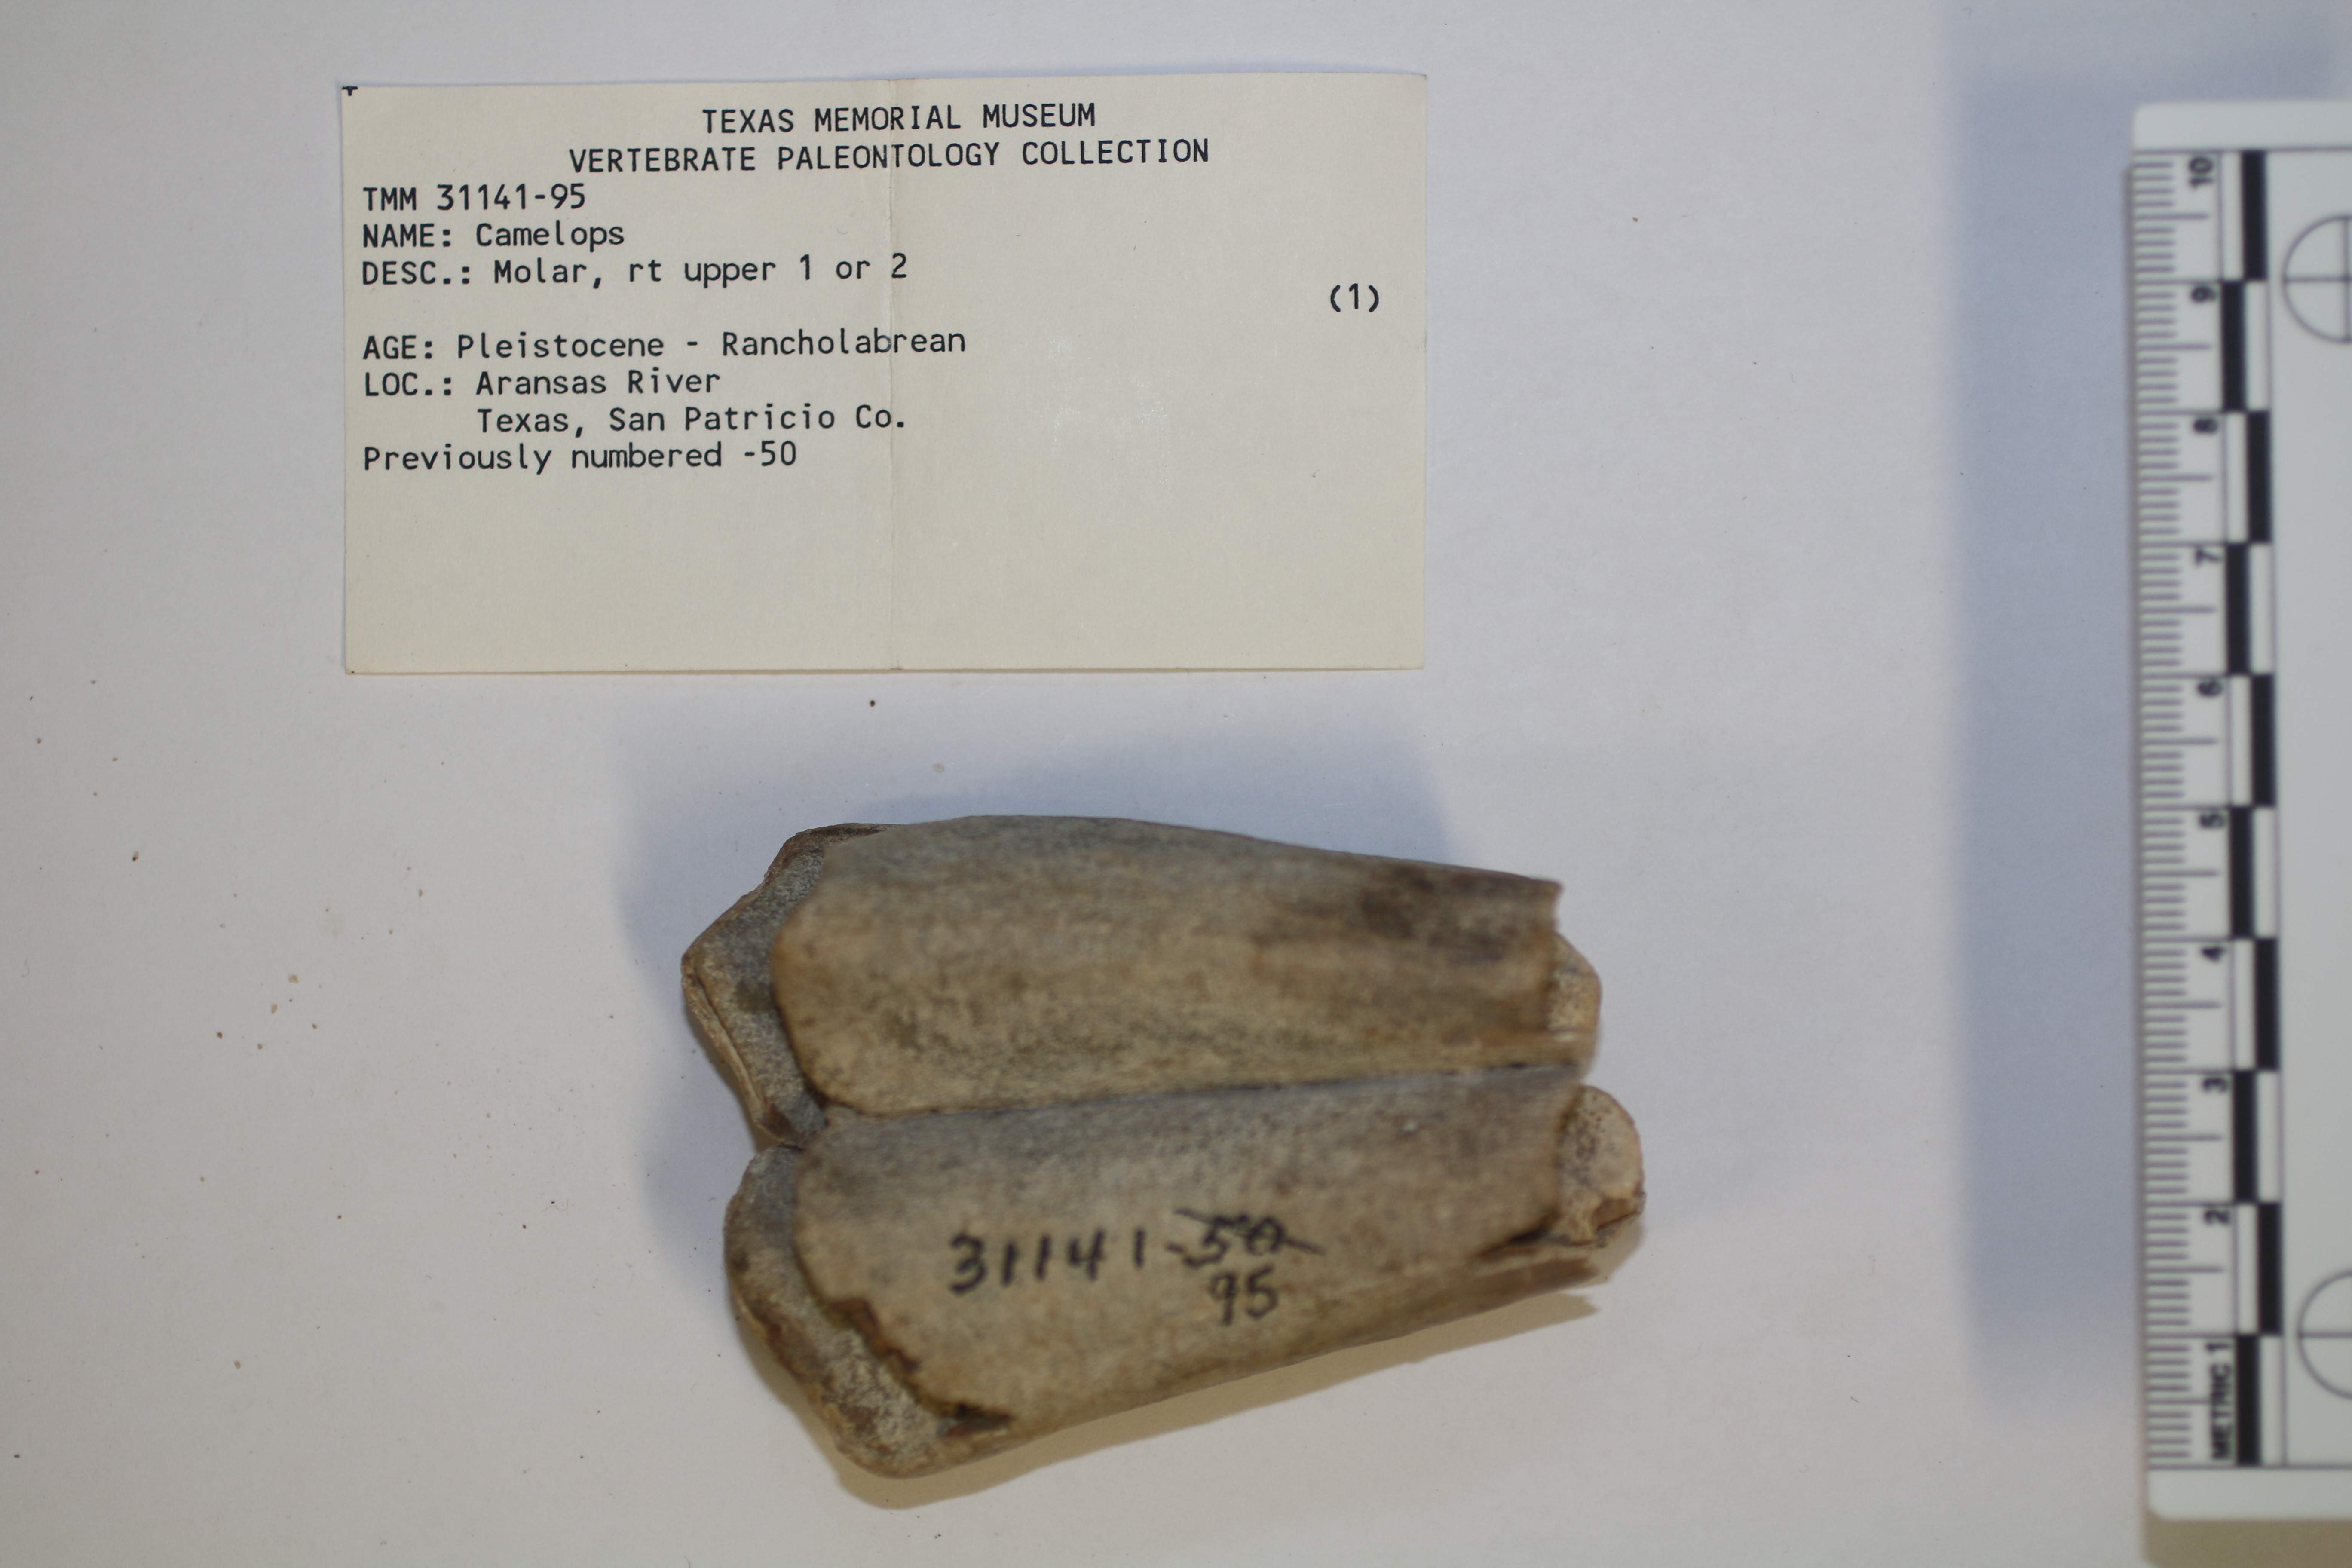 TEXAS MEMORIAL MUSEUM
VERTEBRATE PALEONTOLOGY COLLECTION
TMM 31141-95
NAME: Camelops
DESC.: Molar, rt upper 1 or 2
(1)
AGE: Pleistocene - Rancholabrean
LOC.: Aransas River
Texas, San Patricio Co.
Previously numbered -50
31141-50
95
10
9
8
7
6
5
4
3
2
METRIC 1